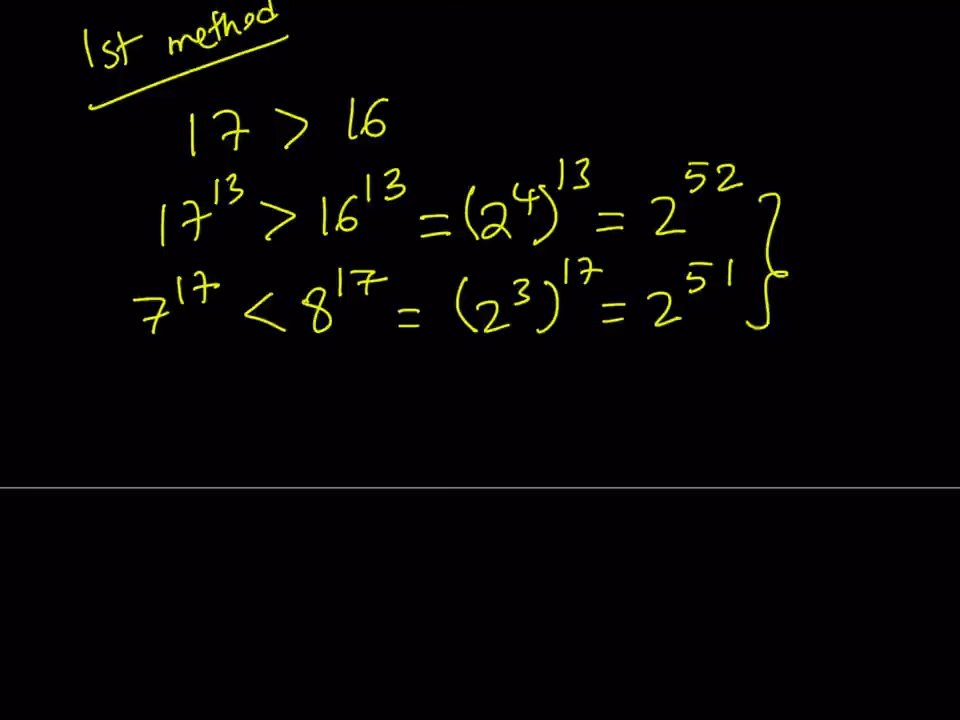 1st method
17 > 16
17^13 > 16^13 = (2^4)^13 = 2^52 }
7^17 < 8^17 = (2^3)^17 = 2^51